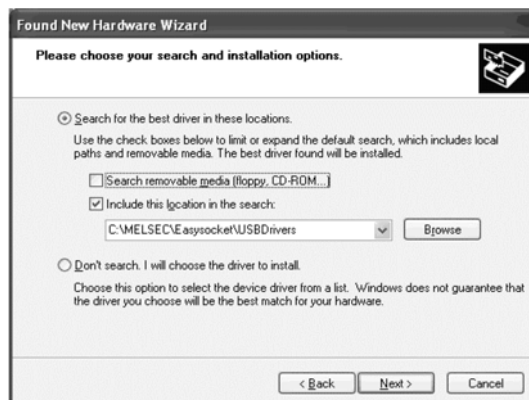 Found New Hardware Wizard
Please choose your search and installation options.
Search for the best driver in these locations.
Use the check boxes below to limit or expand the default search, which includes local
paths and removable media. The best driver found will be installed.
Search removable media (floppy, CD-ROM...)
Include this location in the search:
C:\MELSEC\Easysocket\USBDrivers
Browse
Don't search. I will choose the driver to install.
Choose this option to select the device driver from a list. Windows does not guarantee that
the driver you choose will be the best match for your hardware.
< Back
Next >
Cancel